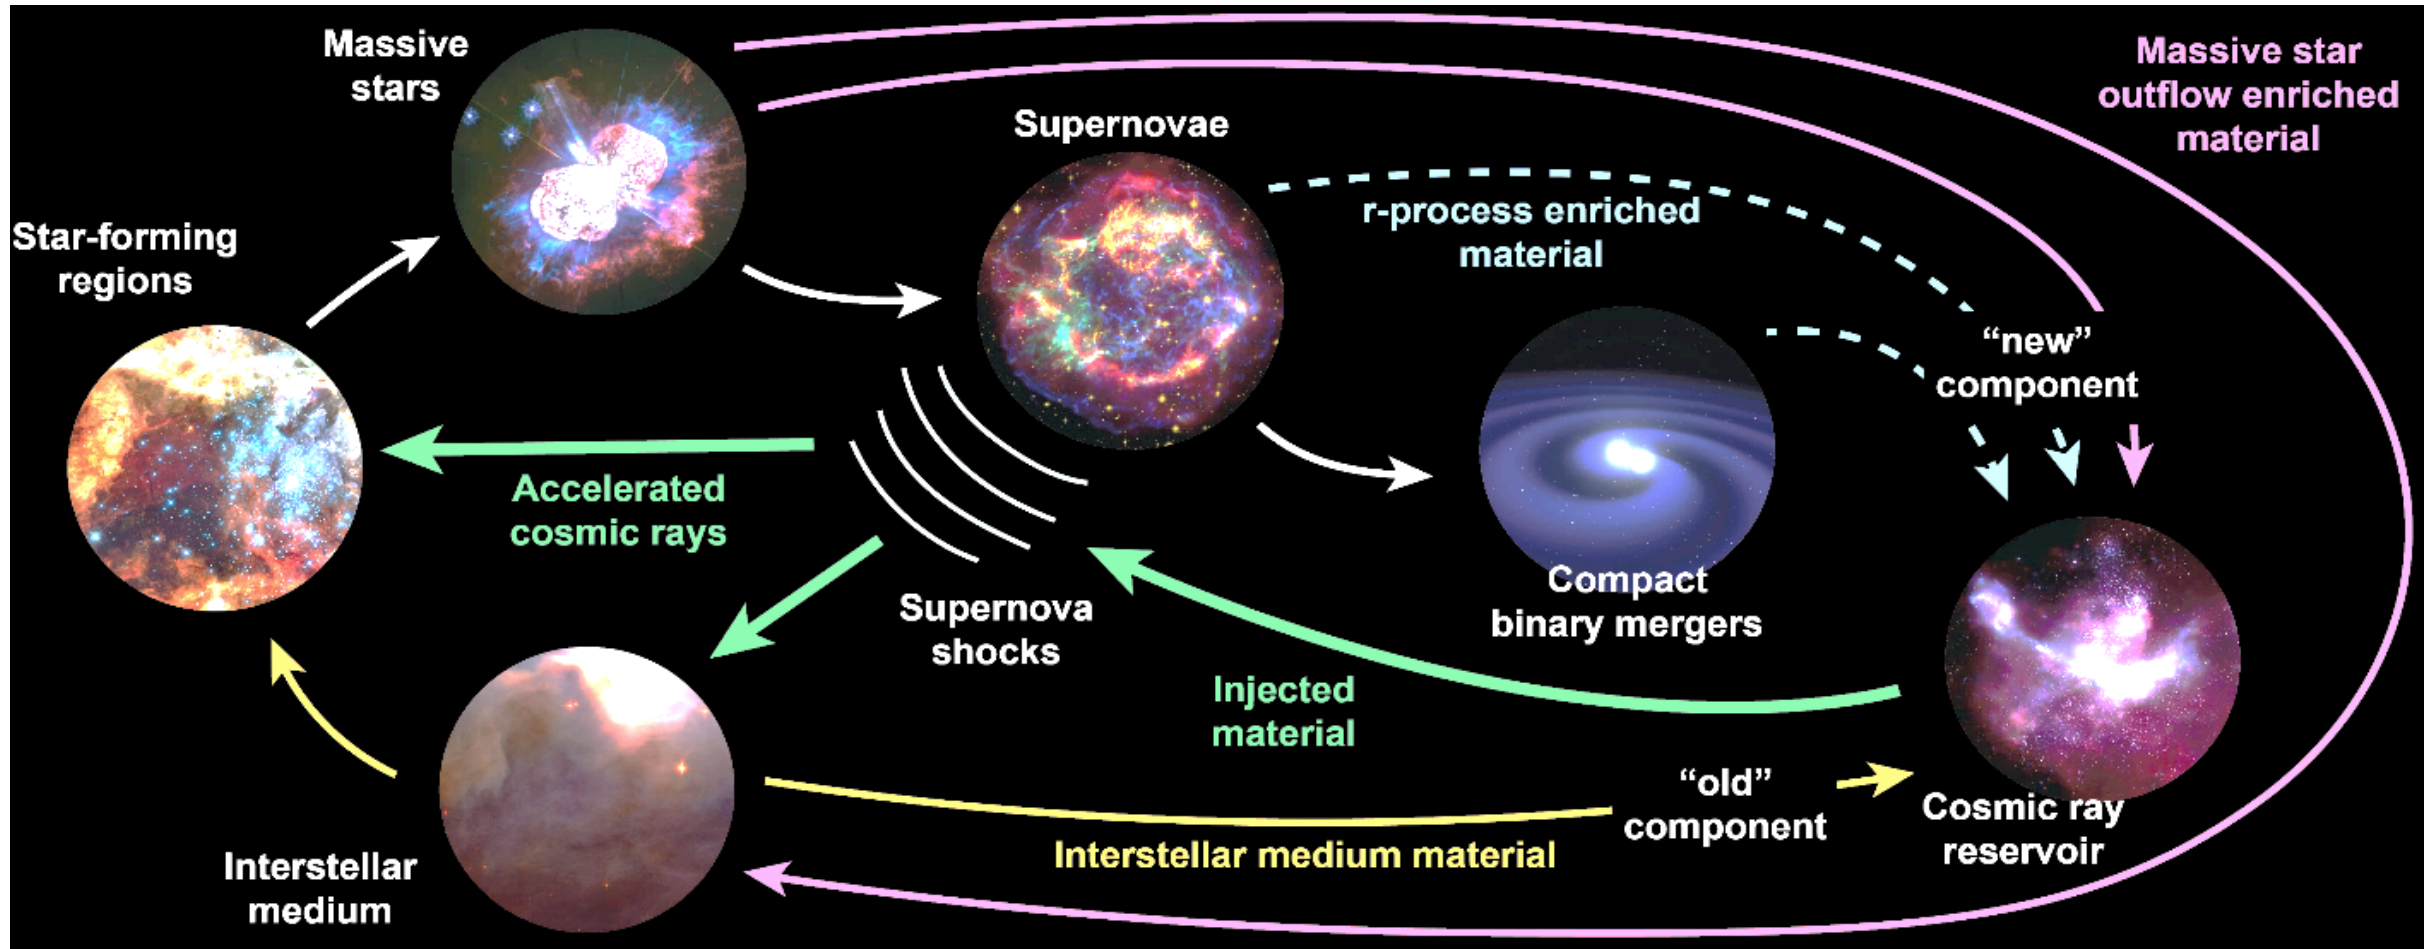 Massive
stars
Massive star
outflow enriched
material
Supernovae
r-process enriched
material
Star-forming
regions
“new”
component
Accelerated
cosmic rays
Supernova
shocks
Compact
binary mergers
Injected
material
“old”
component
Cosmic ray
reservoir
Interstellar medium material
Interstellar
medium